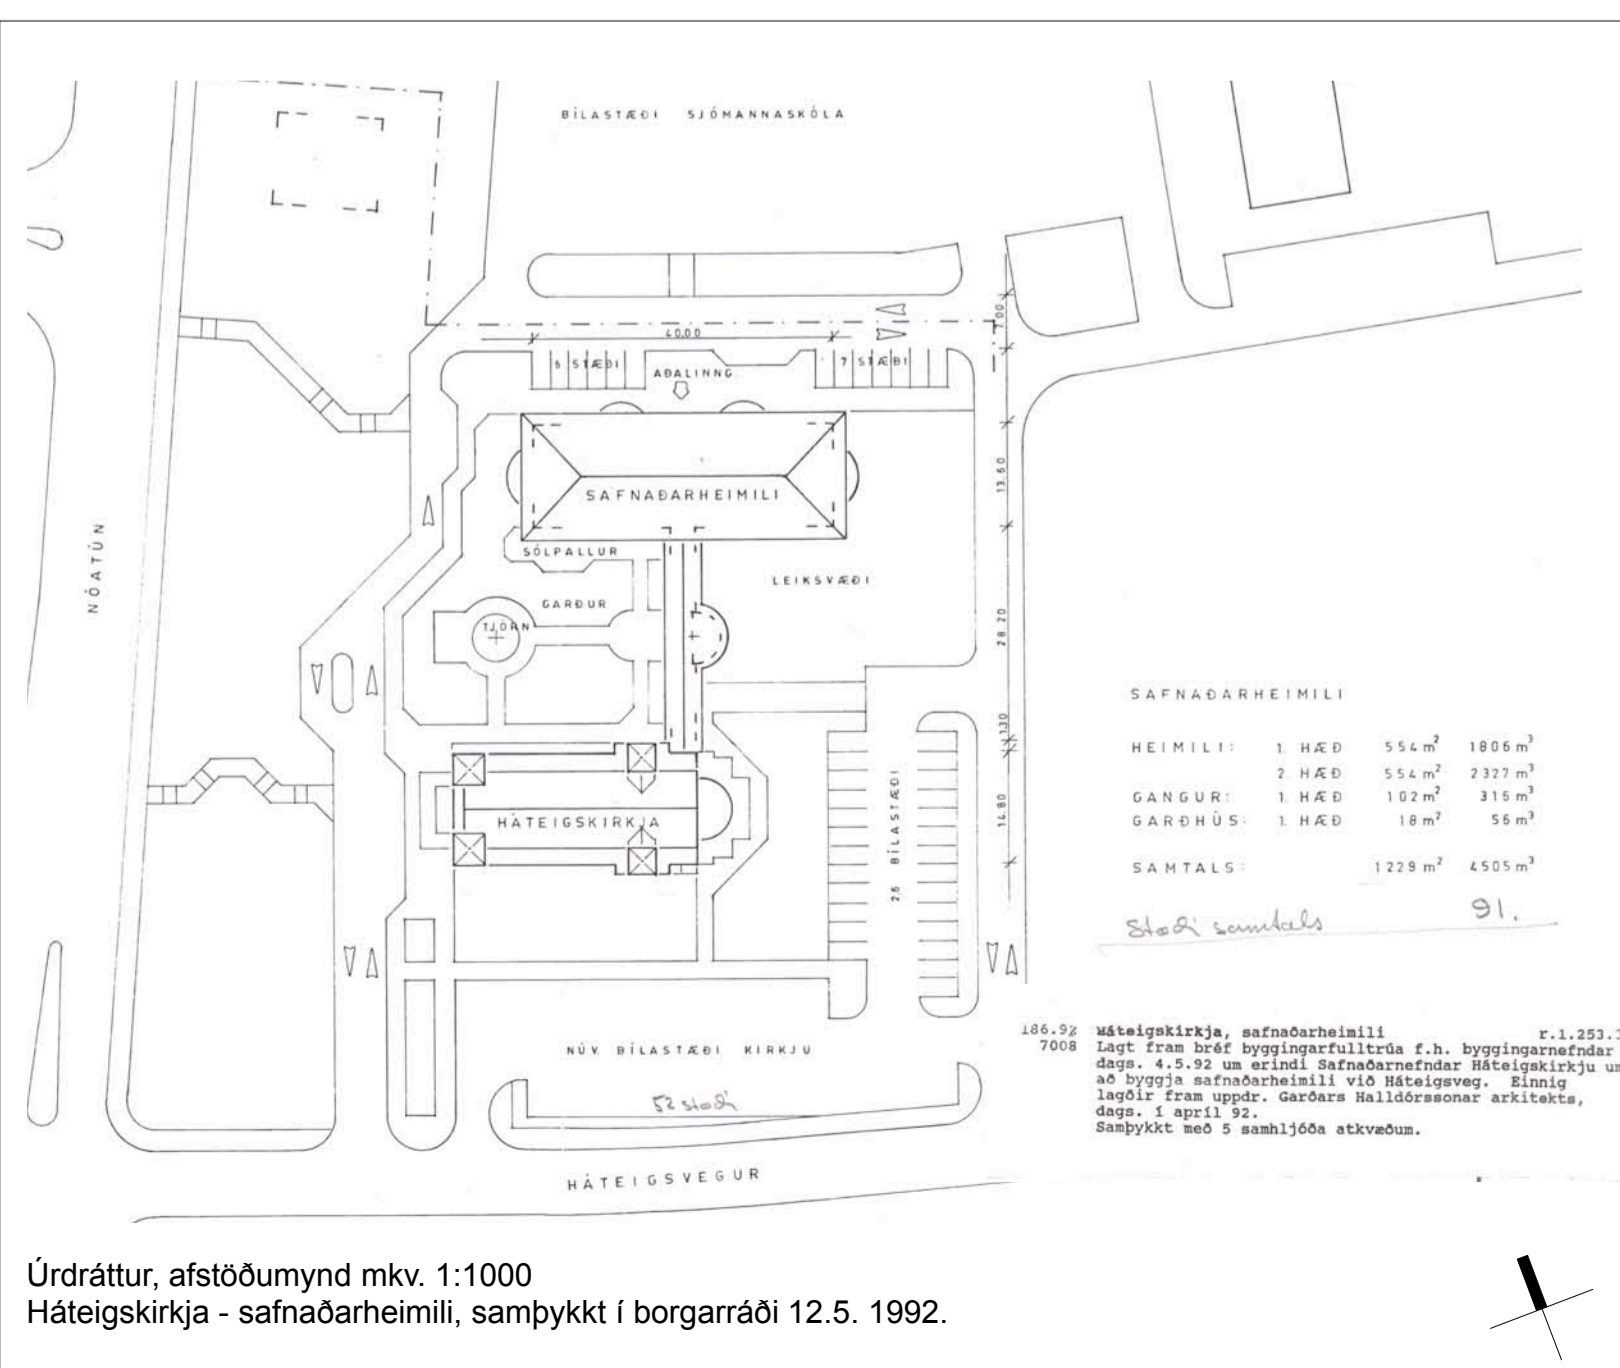 BÍLASTÆÐI SJÓMANNASKÓLA
7.00
40.00
6 STÆÐI
AÐALINNG.
7 STÆÐI
13.60
SAFNAÐARHEIMILI
NÓATÚN
SÓLPALLUR
LEIKSVÆÐI
GARÐUR
TJÖRN
28.20
1.30
14.80
26 BÍLASTÆÐI
HÁTEIGSKIRKJA
SAFNAÐARHEIMILI
HEIMILI: 1. HÆÐ 554 m² 1806 m³
2. HÆÐ 554 m² 2327 m³
GANGUR: 1. HÆÐ 102 m² 316 m³
GARÐHÚS: 1. HÆÐ 18 m² 56 m³
SAMTALS: 1229 m² 4505 m³
Stæði samtals 91.
NÚV. BÍLASTÆÐI KIRKJU
52 stæði
HÁTEIGSVEGUR
Háteigskirkja, safnaðarheimili r.1.253.
7008 Lagt fram bréf byggingarfulltrúa f.h. byggingarnefndar
dags. 4.5.92 um erindi Safnaðarnefndar Háteigskirkju um
að byggja safnaðarheimili við Háteigsveg. Einnig
lagðir fram uppdr. Garðars Halldórssonar arkitekts,
dags. í apríl 92.
Samþykkt með 5 samhljóða atkvæðum.
Úrdráttur, afstöðumynd mkv. 1:1000
Háteigskirkja - safnaðarheimili, samþykkt í borgarráði 12.5. 1992.